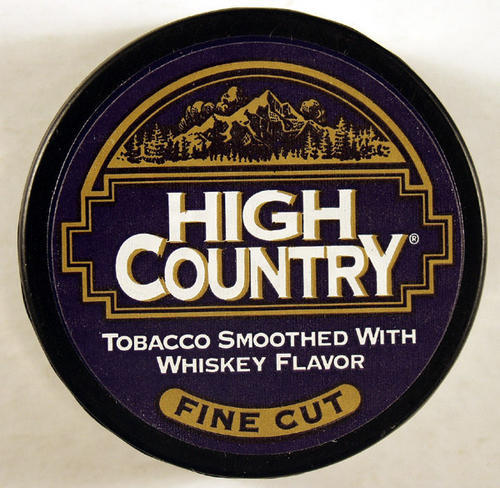 HIGH
COUNTRY®
TOBACCO SMOOTHED WITH
WHISKEY FLAVOR
FINE CUT